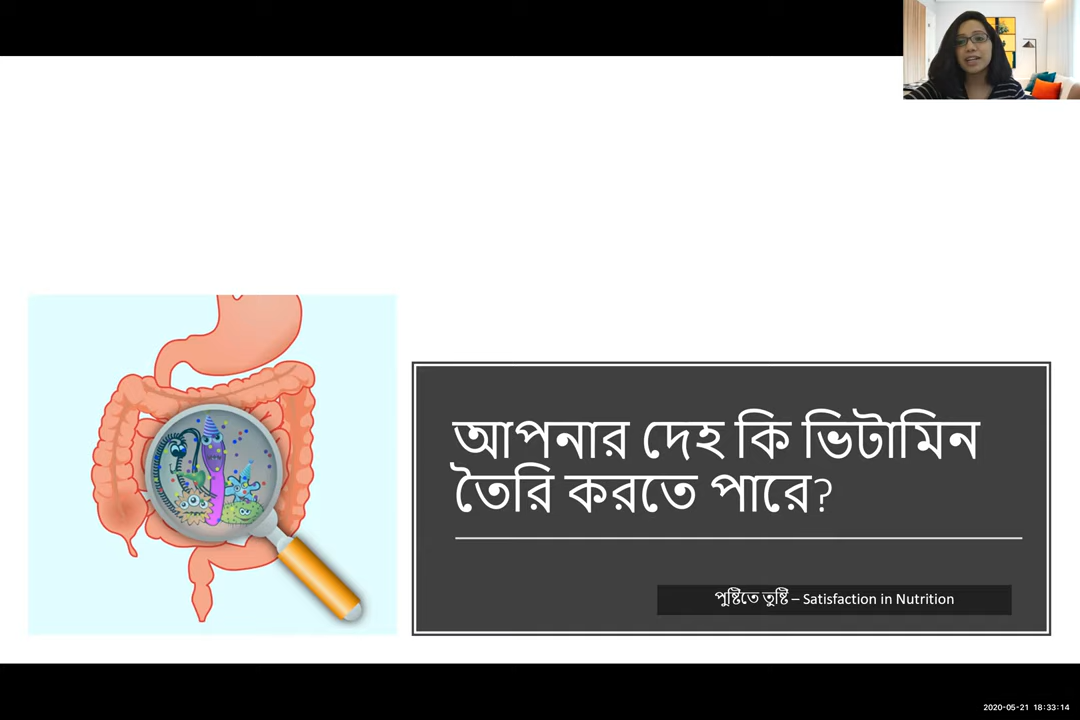 আপনার দেহ কি ভিটামিন
তৈরি করতে পারে?
পুষ্টিতে তুষ্টি – Satisfaction in Nutrition
2020-05-21 18:33:14